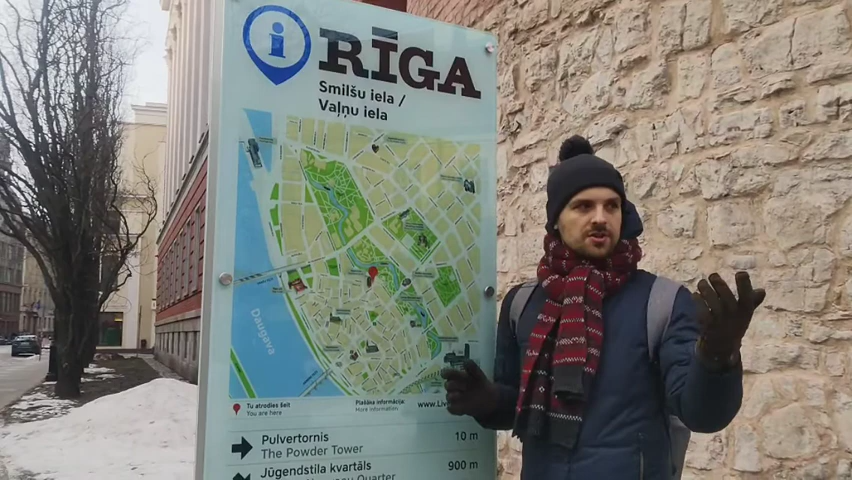 i
RĪGA
Smilšu iela /
Vaļņu iela
Daugava
Tu atrodies šeit
You are here
Plašāka informācija:
More information:
www.Liv
Pulvertornis
10 m
The Powder Tower
Jūgendstila kvartāls
900 m
Quarter